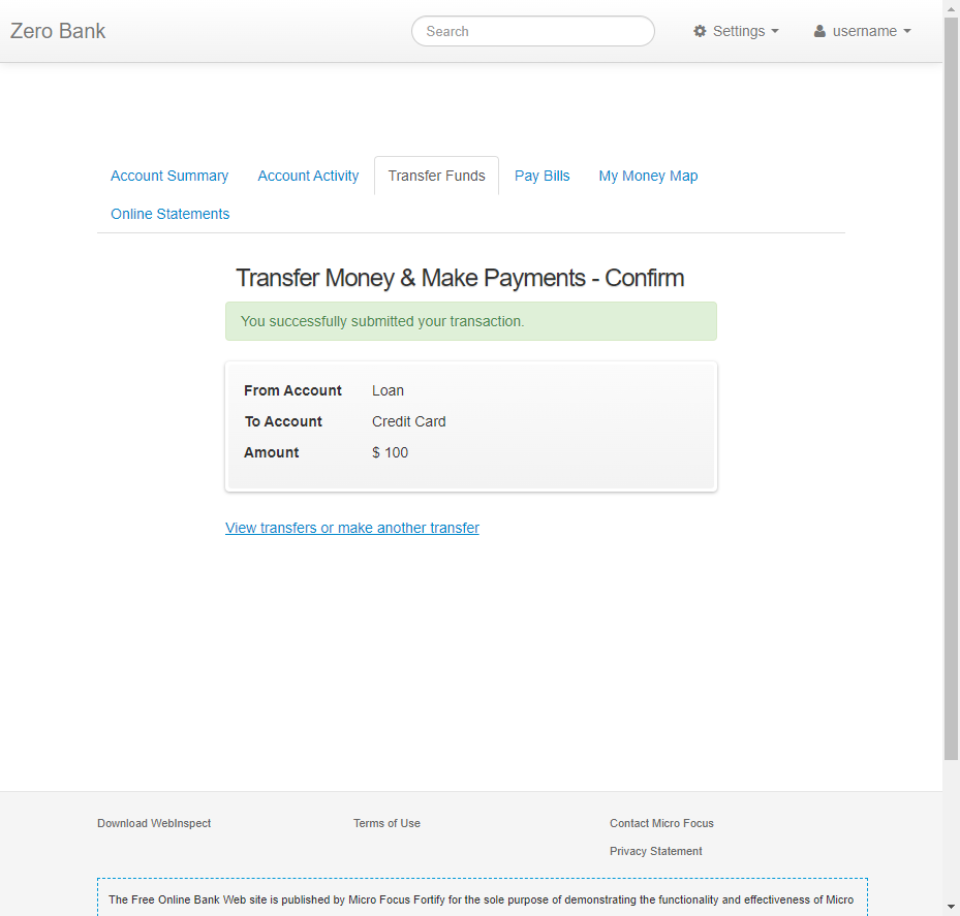 Zero Bank
Search
Settings
username
Account Summary
Account Activity
Transfer Funds
Pay Bills
My Money Map
Online Statements
Transfer Money & Make Payments - Confirm
You successfully submitted your transaction.
From Account Loan
To Account Credit Card
Amount $ 100
View transfers or make another transfer
Download WebInspect
Terms of Use
Contact Micro Focus
Privacy Statement
The Free Online Bank Web site is published by Micro Focus Fortify for the sole purpose of demonstrating the functionality and effectiveness of Micro